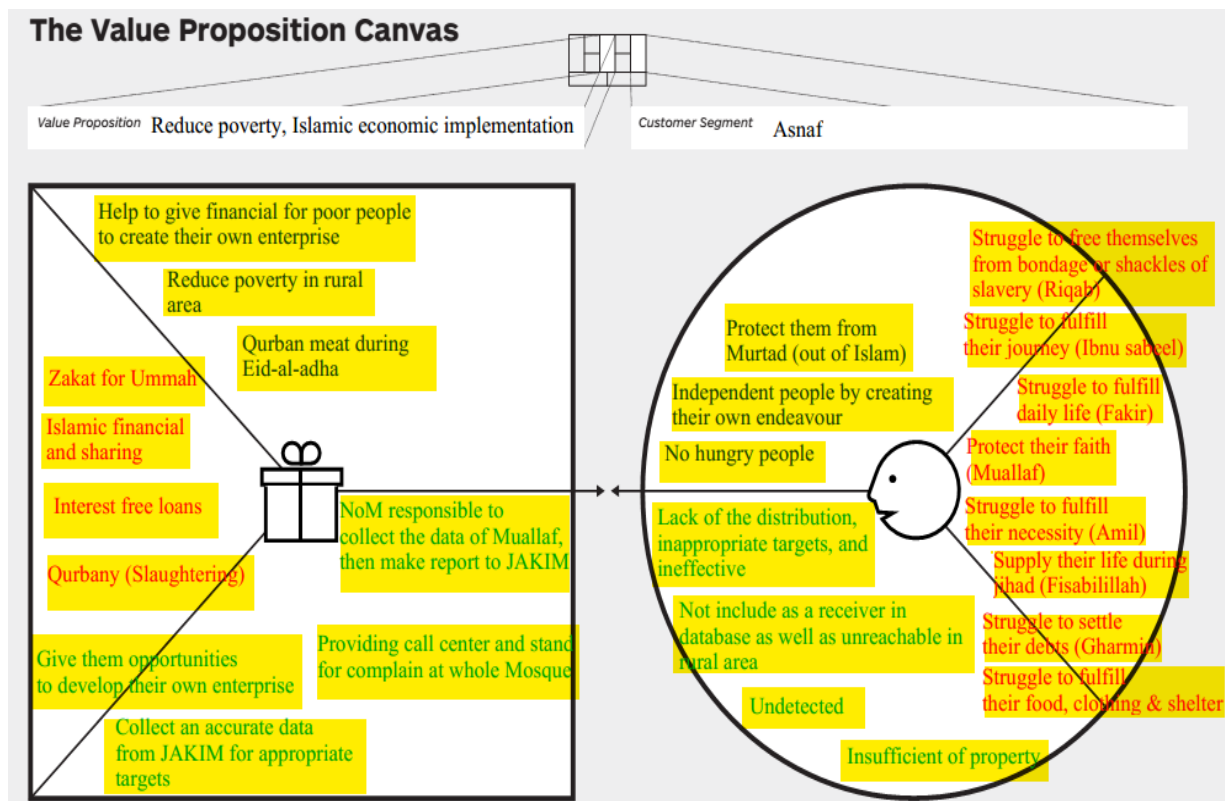 The Value Proposition Canvas
Value Proposition Reduce poverty, Islamic economic implementation
Customer Segment Asnaf
Help to give financial for poor people
to create their own enterprise
Reduce poverty in rural
area
Qurban meat during
Eid-al-adha
Zakat for Ummah
Islamic financial
and sharing
Interest free loans
Qurbany (Slaughtering)
NoM responsible to
collect the data of Muallaf,
then make report to JAKIM
Providing call center and stand
for complain at whole Mosque
Give them opportunities
to develop their own enterprise
Collect an accurate data
from JAKIM for appropriate
targets
Protect them from
Murtad (out of Islam)
Independent people by creating
their own endeavour
No hungry people
Lack of the distribution,
inappropriate targets, and
ineffective
Not include as a receiver in
database as well as unreachable in
rural area
Undetected
Insufficient of property
Struggle to free themselves
from bondage or shackles of
slavery (Riqab)
Struggle to fulfill
their journey (Ibnu sabeel)
Struggle to fulfill
daily life (Fakir)
Protect their faith
(Muallaf)
Struggle to fulfill
their necessity (Amil)
Supply their life during
jihad (Fisabilillah)
Struggle to settle
their debts (Gharmin)
Struggle to fulfill
their food, clothing & shelter